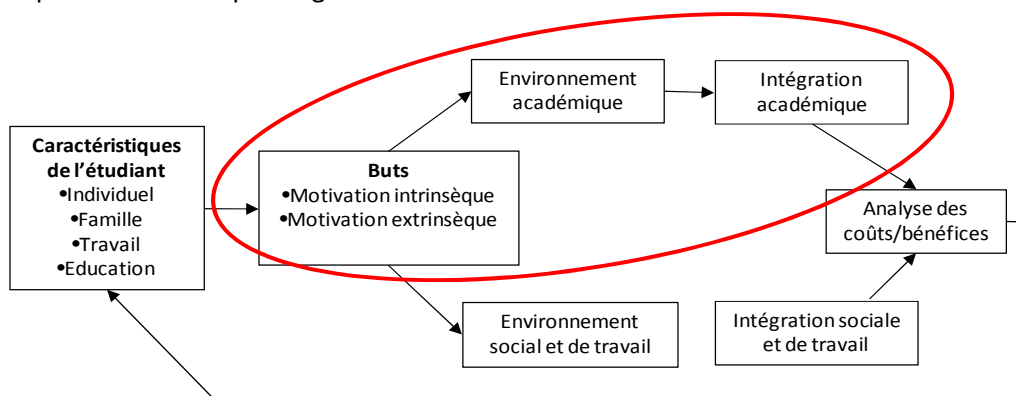 Environnement
académique
Intégration
académique
Caractéristiques
de l'étudiant
•Individuel
•Famille
•Travail
•Education
Buts
•Motivation intrinsèque
•Motivation extrinsèque
Analyse des
coûts/bénéfices
Environnement
social et de travail
Intégration sociale
et de travail